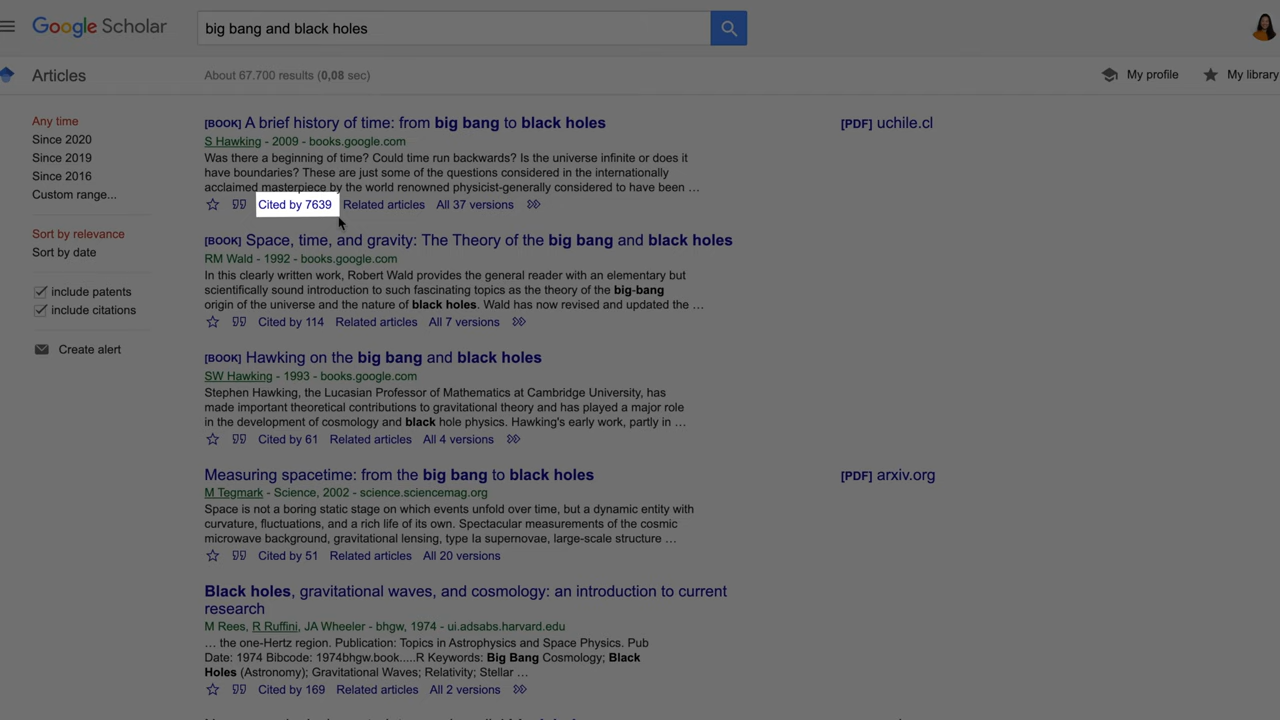 Google Scholar
big bang and black holes
Articles
About 67.700 results (0,08 sec)
My profile
My library
Any time
Since 2020
Since 2019
Since 2016
Custom range...
Sort by relevance
Sort by date
include patents
include citations
Create alert
[BOOK] A brief history of time: from big bang to black holes
[PDF] uchile.cl
S Hawking - 2009 - books.google.com
Was there a beginning of time? Could time run backwards? Is the universe infinite or does it
have boundaries? These are just some of the questions considered in the internationally
acclaimed masterpiece by the world renowned physicist-generally considered to have been …
Cited by 7639 Related articles All 37 versions
[BOOK] Space, time, and gravity: The Theory of the big bang and black holes
RM Wald - 1992 - books.google.com
In this clearly written work, Robert Wald provides the general reader with an elementary but
scientifically sound introduction to such fascinating topics as the theory of the big-bang
origin of the universe and the nature of black holes. Wald has now revised and updated the …
Cited by 114 Related articles All 7 versions
[BOOK] Hawking on the big bang and black holes
SW Hawking - 1993 - books.google.com
Stephen Hawking, the Lucasian Professor of Mathematics at Cambridge University, has
made important theoretical contributions to gravitational theory and has played a major role
in the development of cosmology and black hole physics. Hawking's early work, partly in …
Cited by 61 Related articles All 4 versions
Measuring spacetime: from the big bang to black holes
[PDF] arxiv.org
M Tegmark - Science, 2002 - science.sciencemag.org
Space is not a boring static stage on which events unfold over time, but a dynamic entity with
curvature, fluctuations, and a rich life of its own. Spectacular measurements of the cosmic
microwave background, gravitational lensing, type Ia supernovae, large-scale structure …
Cited by 51 Related articles All 20 versions
Black holes, gravitational waves, and cosmology: an introduction to current
research
M Rees, R Ruffini, JA Wheeler - bhgw, 1974 - ui.adsabs.harvard.edu
… the one-Hertz region. Publication: Topics in Astrophysics and Space Physics. Pub
Date: 1974 Bibcode: 1974bhgw.book.....R Keywords: Big Bang Cosmology; Black
Holes (Astronomy); Gravitational Waves; Relativity; Stellar …
Cited by 169 Related articles All 2 versions